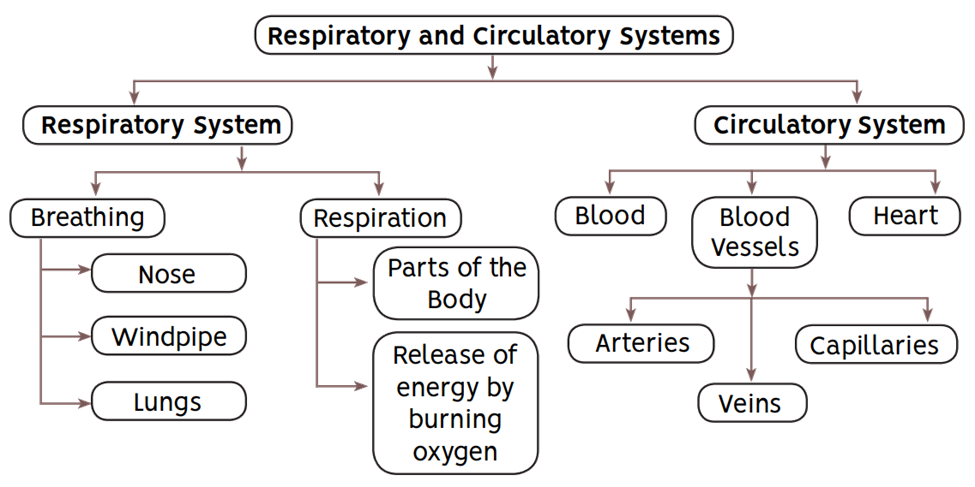 Respiratory and Circulatory Systems
Respiratory System
Circulatory System
Breathing
Respiration
Blood
Blood
Vessels
Heart
Nose
Windpipe
Lungs
Parts of the
Body
Release of
energy by
burning
oxygen
Arteries
Capillaries
Veins